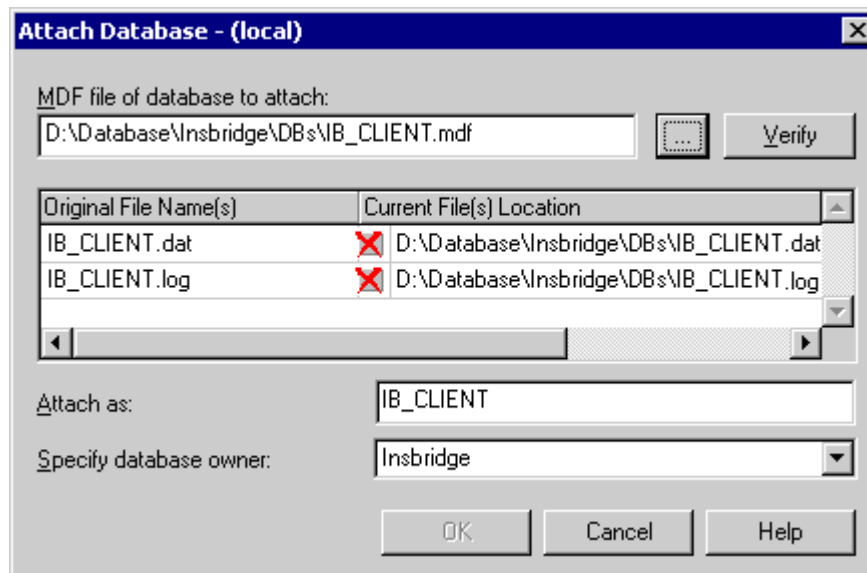 Attach Database - (local)
MDF file of database to attach:
D:\Database\Insbridge\DBs\IB_CLIENT.mdf
...
Verify
Original File Name(s) Current File(s) Location
IB_CLIENT.dat D:\Database\Insbridge\DBs\IB_CLIENT.dat
IB_CLIENT.log D:\Database\Insbridge\DBs\IB_CLIENT.log
Attach as: IB_CLIENT
Specify database owner: Insbridge
OK Cancel Help